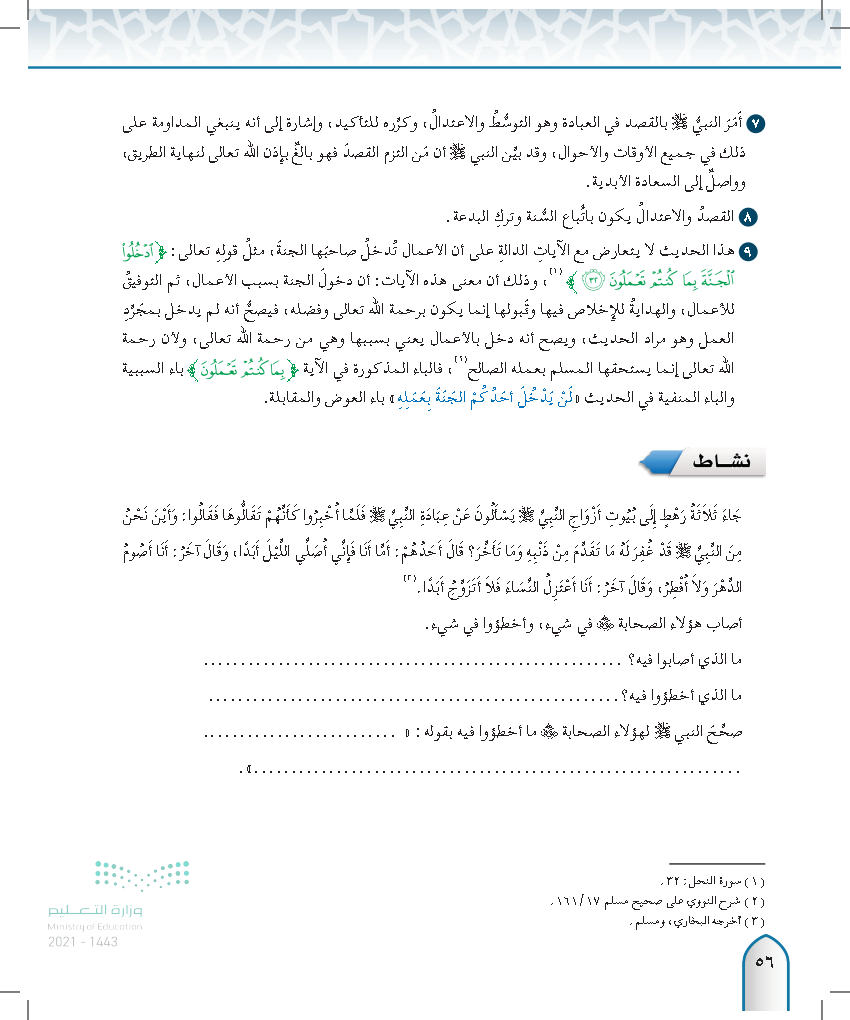 ٧ أَمَرَ النبيُّ ﷺ بالقصد في العبادة وهو التوسُّطُ والاعتدالُ، وكرَّره للتأكيد، وإشارة إلى أنه ينبغي المداومة على
ذلك في جميع الأوقات والأحوال، وقد بيَّن النبي ﷺ أن مَن التزم القصدَ فهو بالغٌ بإذن الله تعالى لنهاية الطريق،
وواصلٌ إلى السعادة الأبدية.
٨ القصدُ والاعتدالُ يكون باتِّباع السُّنة وتركِ البدعة.
٩ هذا الحديث لا يتعارض مع الآياتِ الدالةِ على أن الأعمال تُدخلُ صاحبَها الجنةَ، مثلُ قولِهِ تعالى: ﴿ٱدْخُلُوا۟
ٱلْجَنَّةَ بِمَا كُنتُمْ تَعْمَلُونَ ٣٢﴾ (١)، وذلك أن معنى هذه الآيات: أن دخولَ الجنة بسبب الأعمال، ثم التوفيقُ
للأعمال، والهدايةُ للإخلاص فيها وقَبولها إنما يكون برحمة الله تعالى وفضله، فيصحُّ أنه لم يدخل بمجرَّدِ
العمل وهو مراد الحديث، ويصح أنه دخل بالأعمال يعني بسببها وهي من رحمة الله تعالى، ولأن رحمة
الله تعالى إنما يستحقها المسلم بعمله الصالح(٢)، فالباء المذكورة في الآية ﴿بِمَا كُنتُمْ تَعْمَلُونَ﴾ باء السببية
والباء المنفية في الحديث «لَنْ يَدْخُلَ أحَدُكُمْ الجَنةَ بِعَمَلِهِ» باء العوض والمقابلة.
نشـــاط
جَاءَ ثَلَاثَةُ رَهْطٍ إِلَى بُيُوتِ أَزْوَاجِ النَّبِيِّ ﷺ يَسْأَلُونَ عَنْ عِبَادَةِ النَّبِيِّ ﷺ فَلَمَّا أُخْبِرُوا كَأَنَّهُمْ تَقَالُّوهَا فَقَالُوا: وَأَيْنَ نَحْنُ
مِنَ النَّبِيِّ ﷺ قَدْ غُفِرَ لَهُ مَا تَقَدَّمَ مِنْ ذَنْبِهِ وَمَا تَأَخَّرَ؟ قَالَ أَحَدُهُمْ: أَمَّا أَنَا فَإِنِّي أُصَلِّي اللَّيْلَ أَبَدًا، وَقَالَ آخَرُ: أَنَا أَصُومُ
الدَّهْرَ وَلَا أُفْطِرُ، وَقَالَ آخَرُ: أَنَا أَعْتَزِلُ النِّسَاءَ فَلَا أَتَزَوَّجُ أَبَدًا.(٣)
أصاب هؤلاء الصحابة ﵃ في شيء، وأخطؤوا في شيء.
ما الذي أصابوا فيه؟ ........................................................
ما الذي أخطؤوا فيه؟ ........................................................
صحَّحَ النبي ﷺ لهؤلاء الصحابة ﵃ ما أخطؤوا فيه بقوله: « ..........................
..................................................................».
(١) سورة النحل: ٣٢.
(٢) شرح النووي على صحيح مسلم ١٦١/١٧.
(٣) أخرجه البخاري، ومسلم.
وزارة التعـــليم
Ministry of Education
2021 - 1443
٥٦